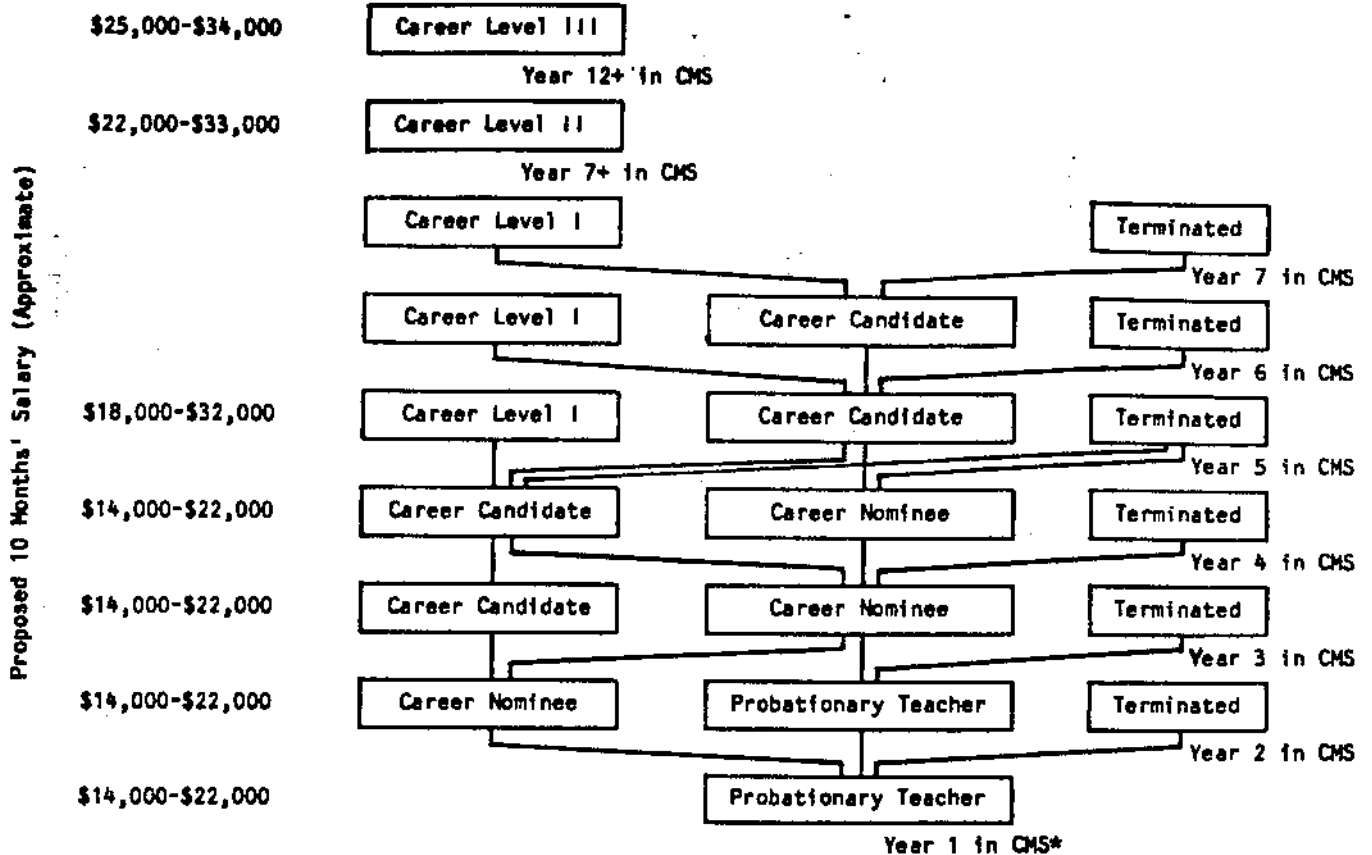 $25,000-$34,000 Career Level III
Year 12+ in CMS
$22,000-$33,000 Career Level II
Year 7+ in CMS
Career Level I Terminated
Year 7 in CMS
Career Level I Career Candidate Terminated
Year 6 in CMS
$18,000-$32,000 Career Level I Career Candidate Terminated
Year 5 in CMS
$14,000-$22,000 Career Candidate Career Nominee Terminated
Year 4 in CMS
$14,000-$22,000 Career Candidate Career Nominee Terminated
Year 3 in CMS
$14,000-$22,000 Career Nominee Probationary Teacher Terminated
Year 2 in CMS
$14,000-$22,000 Probationary Teacher
Year 1 in CMS*
Proposed 10 Months' Salary (Approximate)